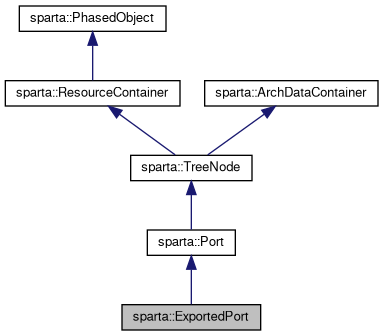 sparta::PhasedObject
sparta::ResourceContainer
sparta::ArchDataContainer
sparta::TreeNode
sparta::Port
sparta::ExportedPort